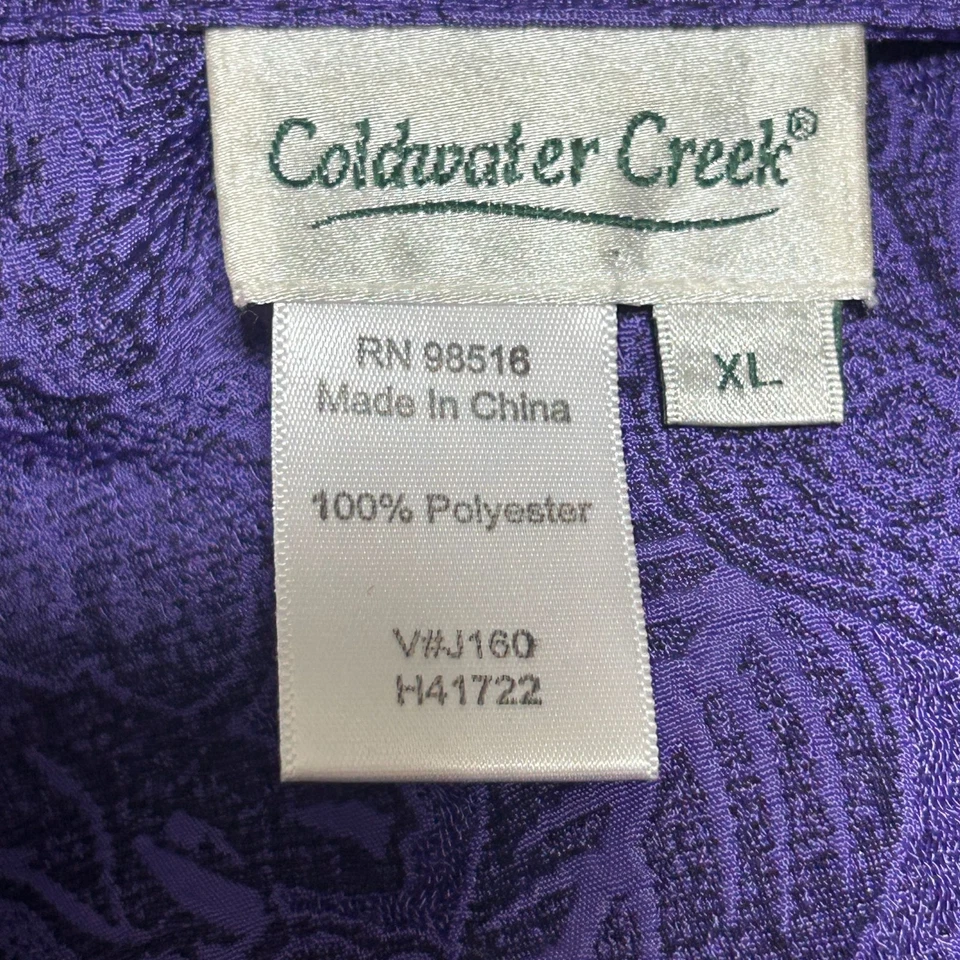 Coldwater Creek®
XL
RN 98516
Made In China
100% Polyester
V#J160
H41722